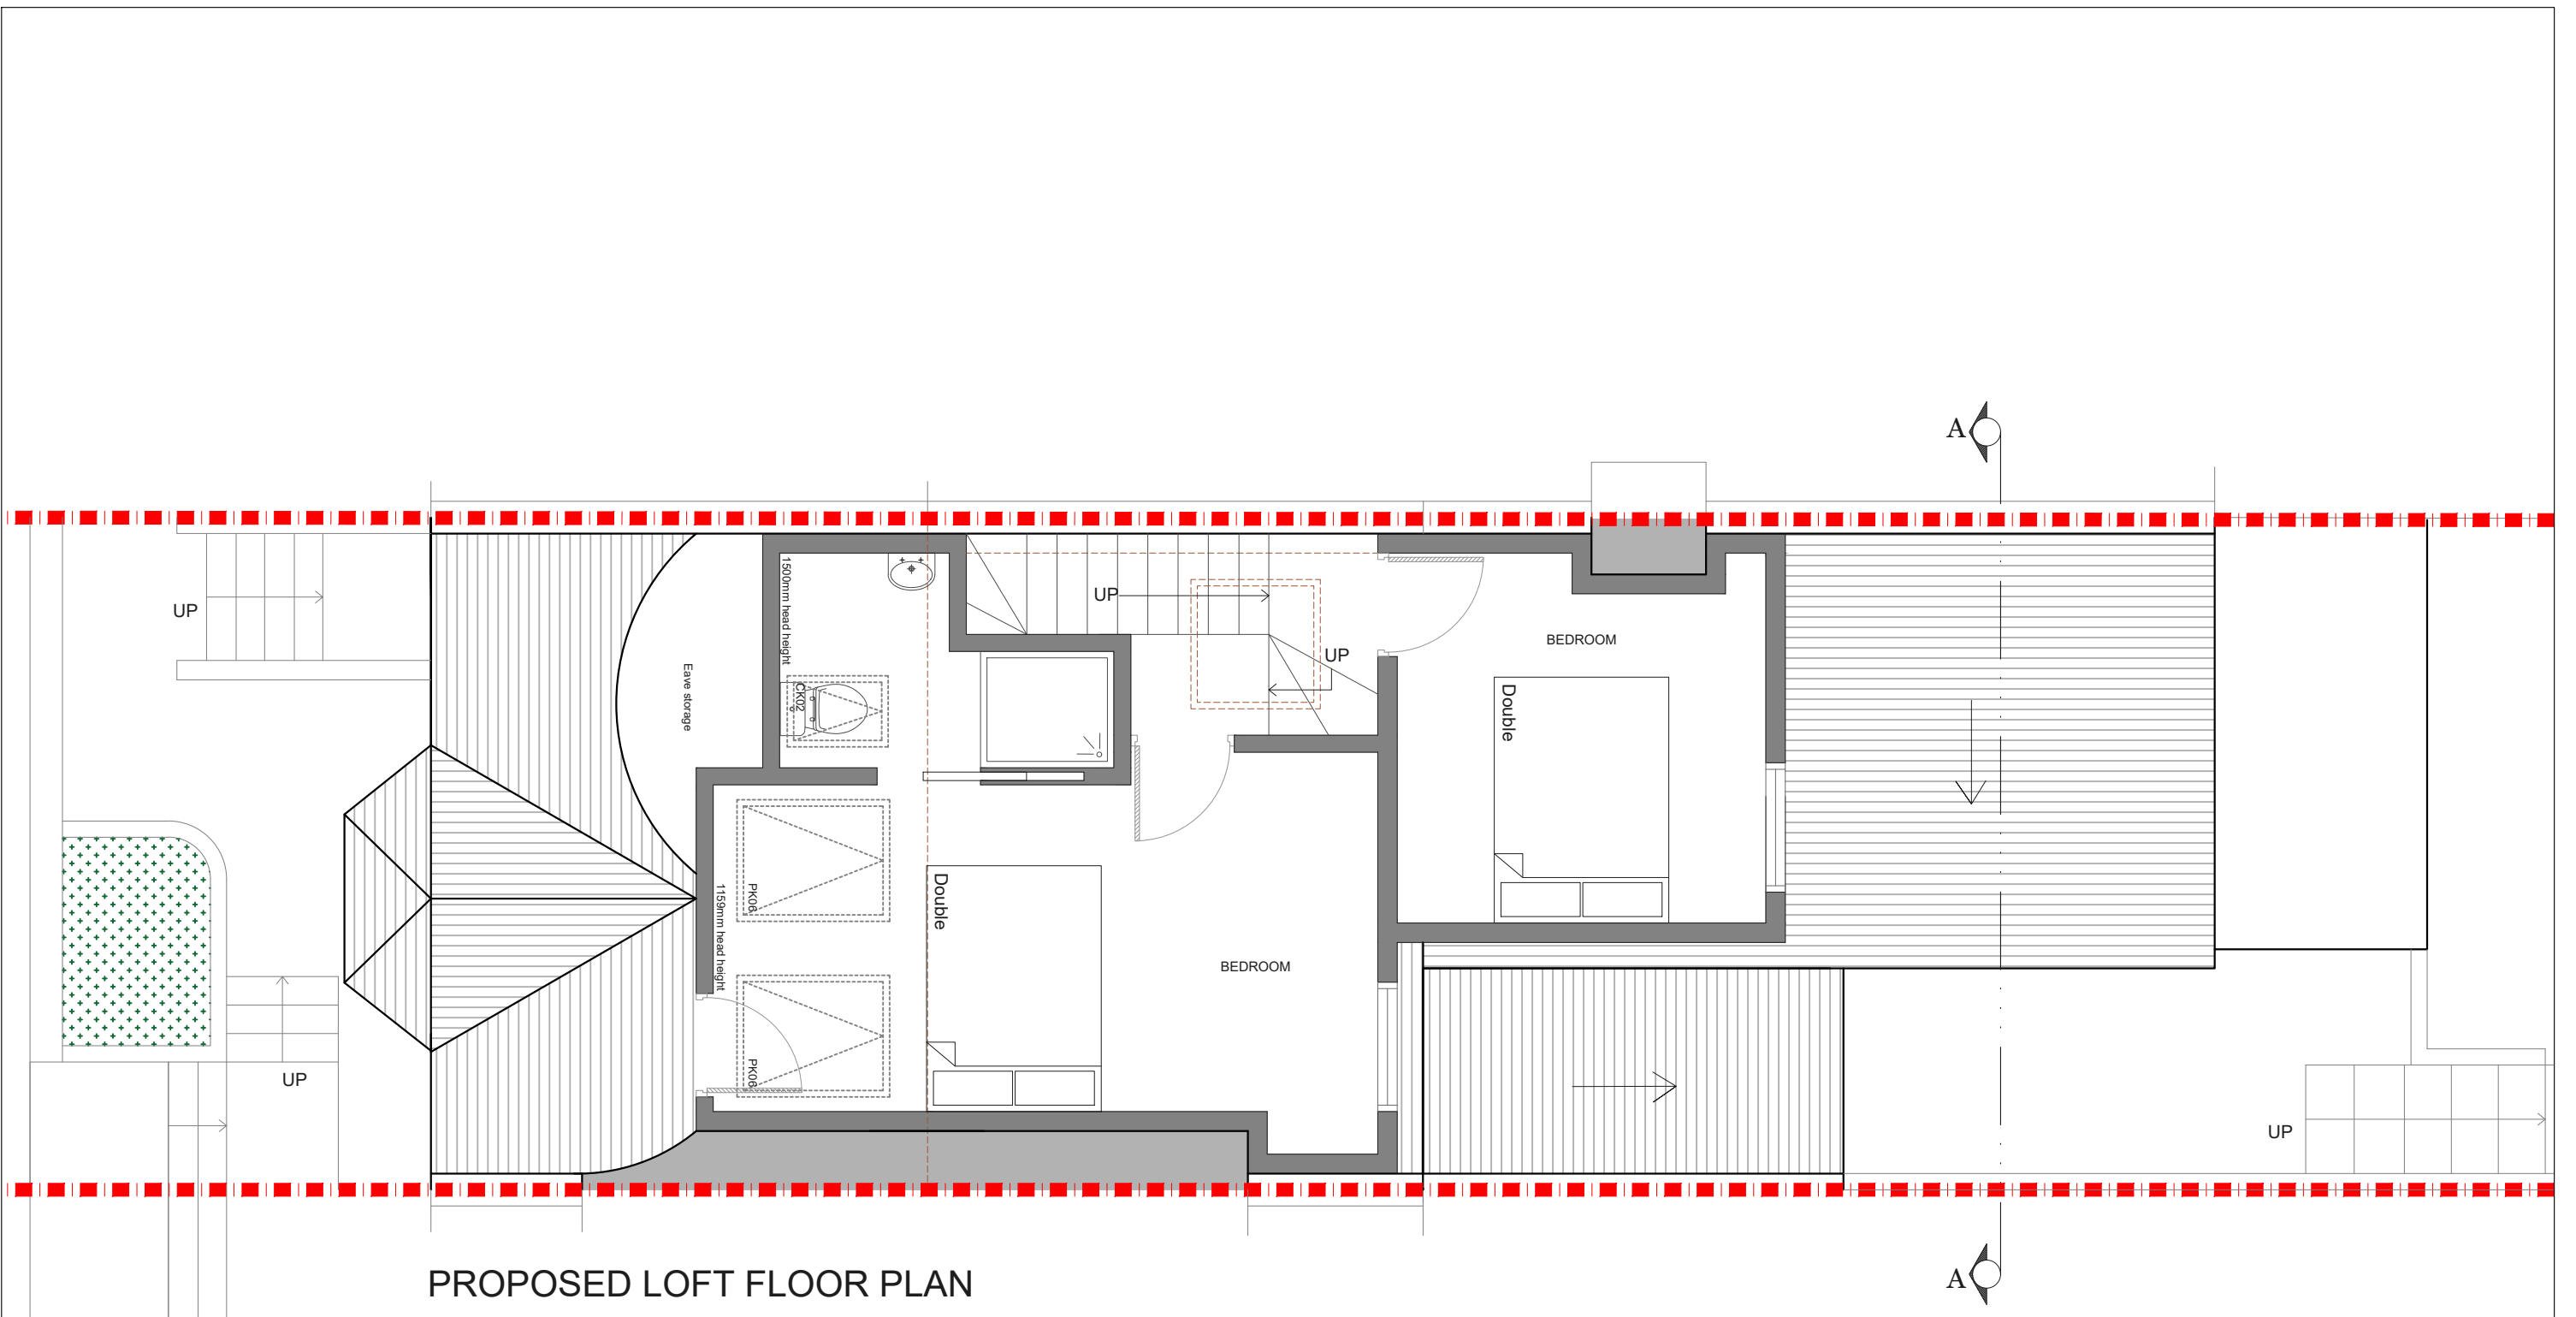 A
UP
1500mm head height
UP
BEDROOM
UP
Eave storage
CK02
Double
PK06
1159mm head height
Double
BEDROOM
PK06
UP
UP
A
PROPOSED LOFT FLOOR PLAN